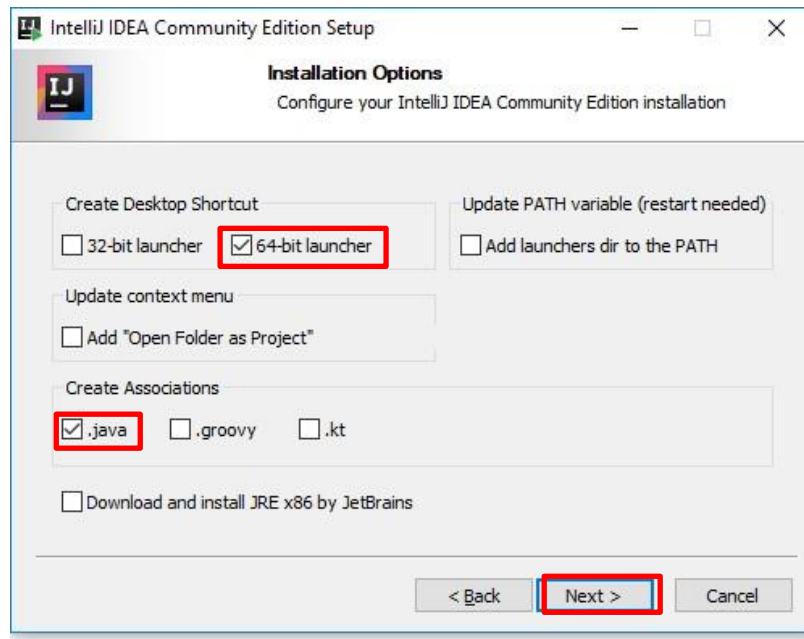 IntelliJ IDEA Community Edition Setup
IJ
Installation Options
Configure your IntelliJ IDEA Community Edition installation
Create Desktop Shortcut
Update PATH variable (restart needed)
32-bit launcher 64-bit launcher
Add launchers dir to the PATH
Update context menu
Add "Open Folder as Project"
Create Associations
.java .groovy .kt
Download and install JRE x86 by JetBrains
< Back Next > Cancel